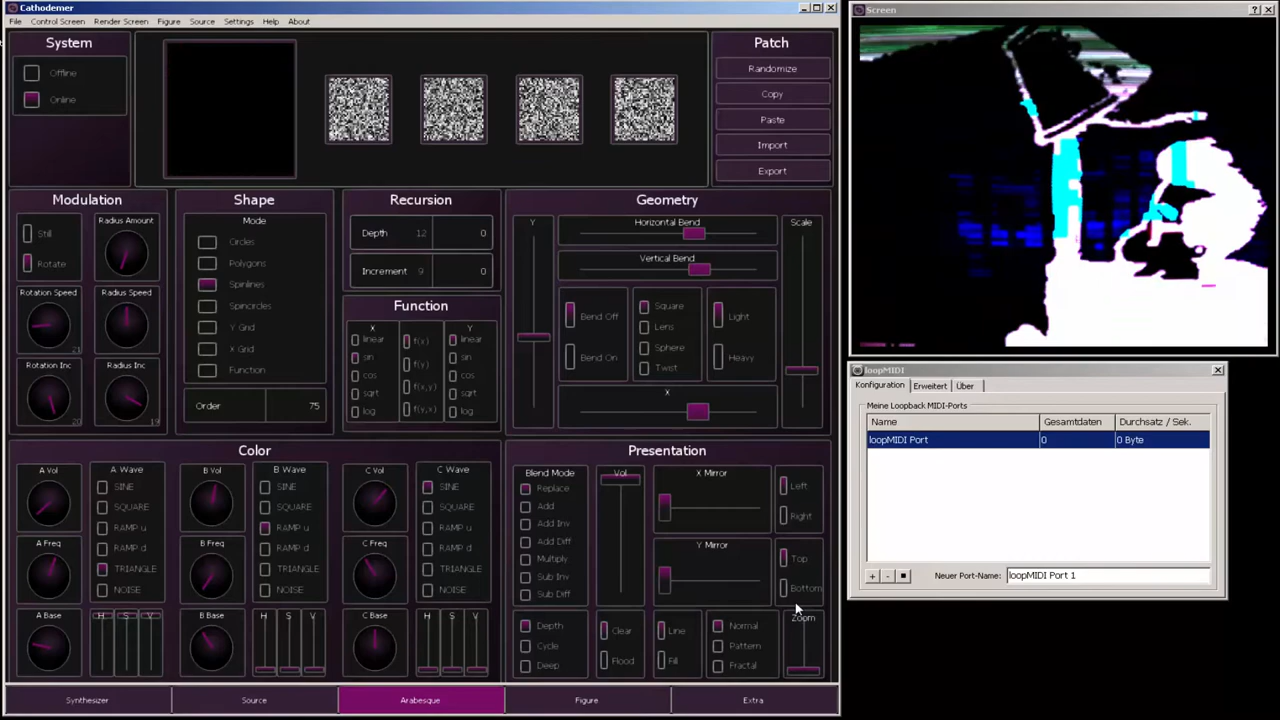 Cathodemer
File Control Screen Render Screen Figure Source Settings Help About
System
Offline
Online
Patch
Randomize
Copy
Paste
Import
Export
Modulation
Still
Rotate
Radius Amount
Rotation Speed
21
Radius Speed
Rotation Inc
20
Radius Inc
19
Shape
Mode
Circles
Polygons
Spinlines
Spincircles
Y Grid
X Grid
Function
Order 75
Recursion
Depth 12 0
Increment 9 0
Function
X
linear
sin
cos
sqrt
log
f(x)
f(y)
f(x,y)
f(y,x)
Y
linear
sin
cos
sqrt
log
Geometry
Y
Horizontal Bend
Vertical Bend
Bend Off
Bend On
Square
Lens
Sphere
Twist
Light
Heavy
X
Scale
Color
A Vol
A Freq
A Base
A Wave
SINE
SQUARE
RAMP u
RAMP d
TRIANGLE
NOISE
H S V
B Vol
B Freq
B Base
B Wave
SINE
SQUARE
RAMP u
RAMP d
TRIANGLE
NOISE
H S V
C Vol
C Freq
C Base
C Wave
SINE
SQUARE
RAMP u
RAMP d
TRIANGLE
NOISE
H S V
Presentation
Blend Mode
Replace
Add
Add Inv
Add Diff
Multiply
Sub Inv
Sub Diff
Vol
X Mirror
Left
Right
Y Mirror
Top
Bottom
Depth
Cycle
Deep
Clear
Flood
Line
Fill
Normal
Pattern
Fractal
Zoom
Synthesizer Source Arabesque Figure Extra
Screen
loopMIDI
Konfiguration Erweitert Über
Meine Loopback MIDI-Ports
Name Gesamtdaten Durchsatz / Sek.
loopMIDI Port 0 0 Byte
+ - Neuer Port-Name: loopMIDI Port 1